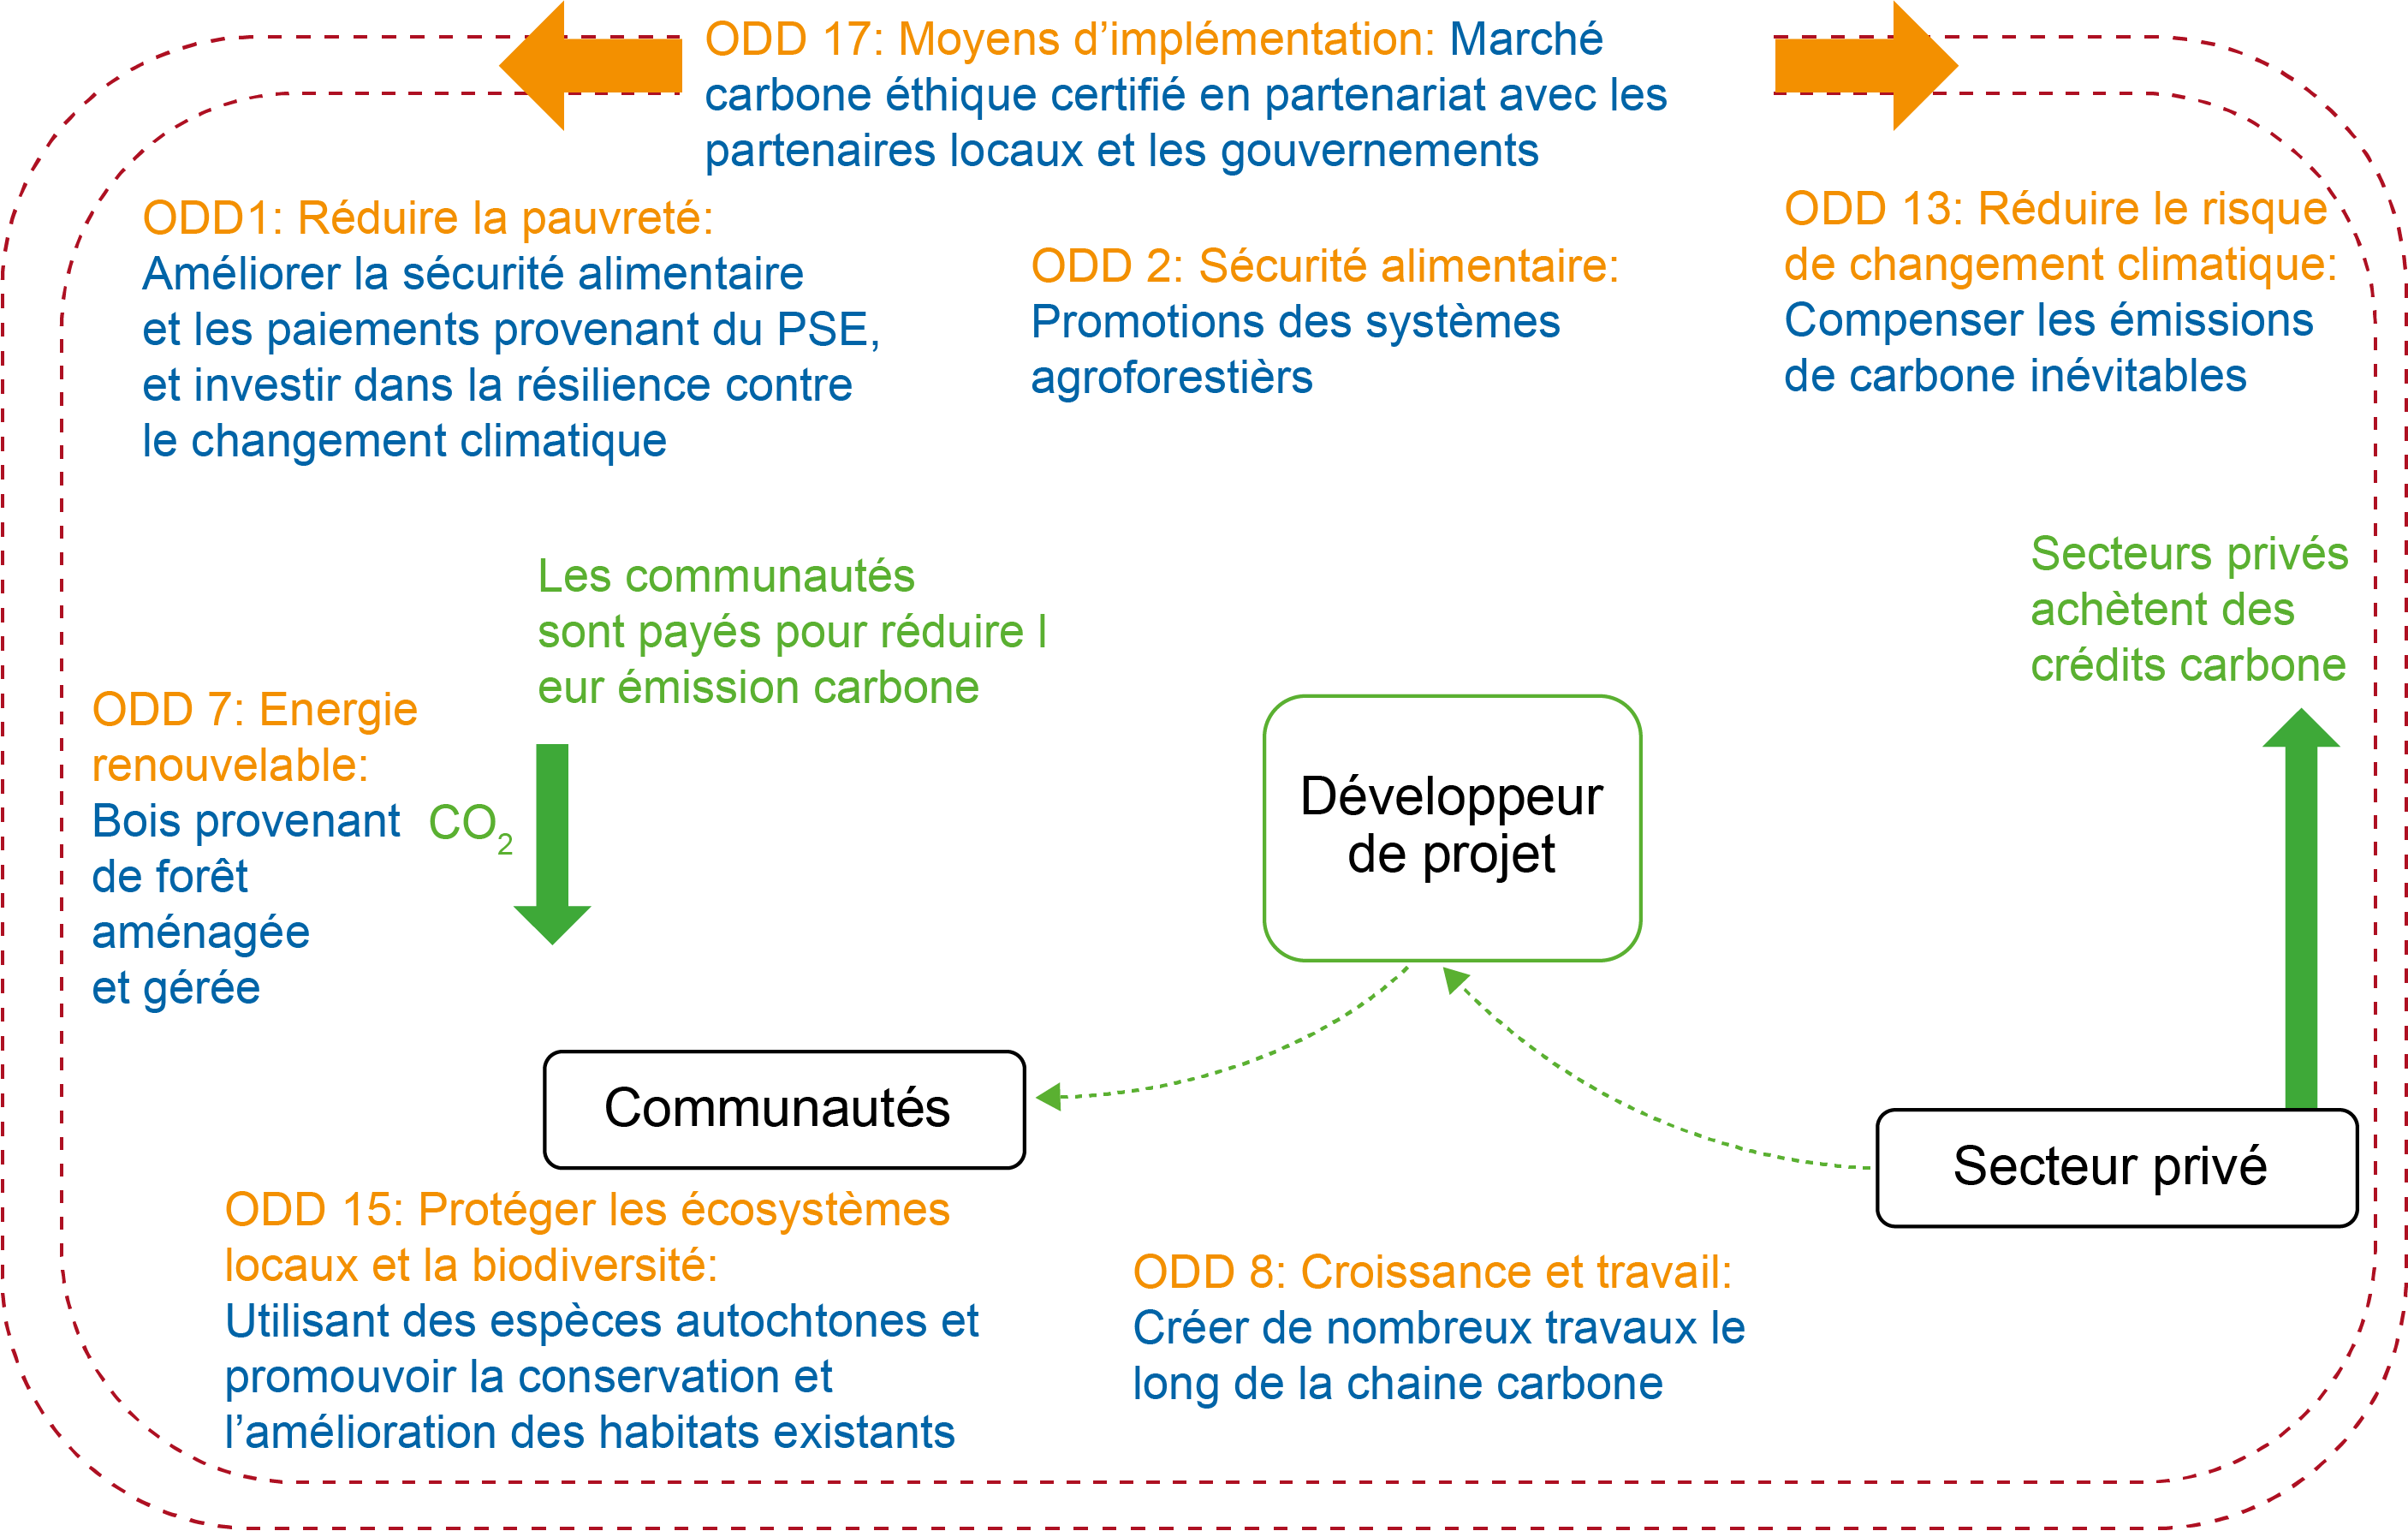 ODD 17: Moyens d’implémentation: Marché
carbone éthique certifié en partenariat avec les
partenaires locaux et les gouvernements
ODD1: Réduire la pauvreté:
Améliorer la sécurité alimentaire
et les paiements provenant du PSE,
et investir dans la résilience contre
le changement climatique
ODD 2: Sécurité alimentaire:
Promotions des systèmes
agroforestièrs
ODD 13: Réduire le risque
de changement climatique:
Compenser les émissions
de carbone inévitables
Les communautés
sont payés pour réduire l
eur émission carbone
Secteurs privés
achètent des
crédits carbone
ODD 7: Energie
renouvelable:
Bois provenant
de forêt
aménagée
et gérée
CO2
Développeur
de projet
Communautés
Secteur privé
ODD 15: Protéger les écosystèmes
locaux et la biodiversité:
Utilisant des espèces autochtones et
promouvoir la conservation et
l’amélioration des habitats existants
ODD 8: Croissance et travail:
Créer de nombreux travaux le
long de la chaine carbone